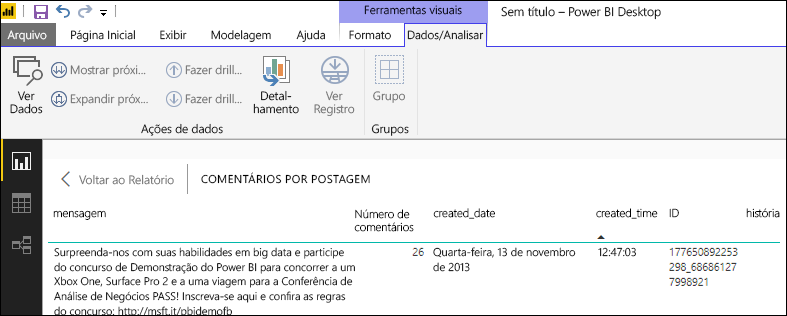 Ferramentas visuais
Sem título – Power BI Desktop
Arquivo Página Inicial Exibir Modelagem Ajuda Formato Dados/Analisar
Ver Dados
Mostrar próxi...
Expandir próx...
Fazer drill...
Fazer drill...
Detal-
hamento
Ver
Registro
Grupo
Ações de dados
Grupos
Voltar ao Relatório
COMENTÁRIOS POR POSTAGEM
mensagem
Número de
comentários
created_date
created_time
ID
história
Surpreenda-nos com suas habilidades em big data e participe
do concurso de Demonstração do Power BI para concorrer a um
Xbox One, Surface Pro 2 e a uma viagem para a Conferência de
Análise de Negócios PASS! Inscreva-se aqui e confira as regras
do concurso: http://msft.it/pbidemofb
26
Quarta-feira, 13 de novembro
de 2013
12:47:03
177650892253
298_68686127
7998921